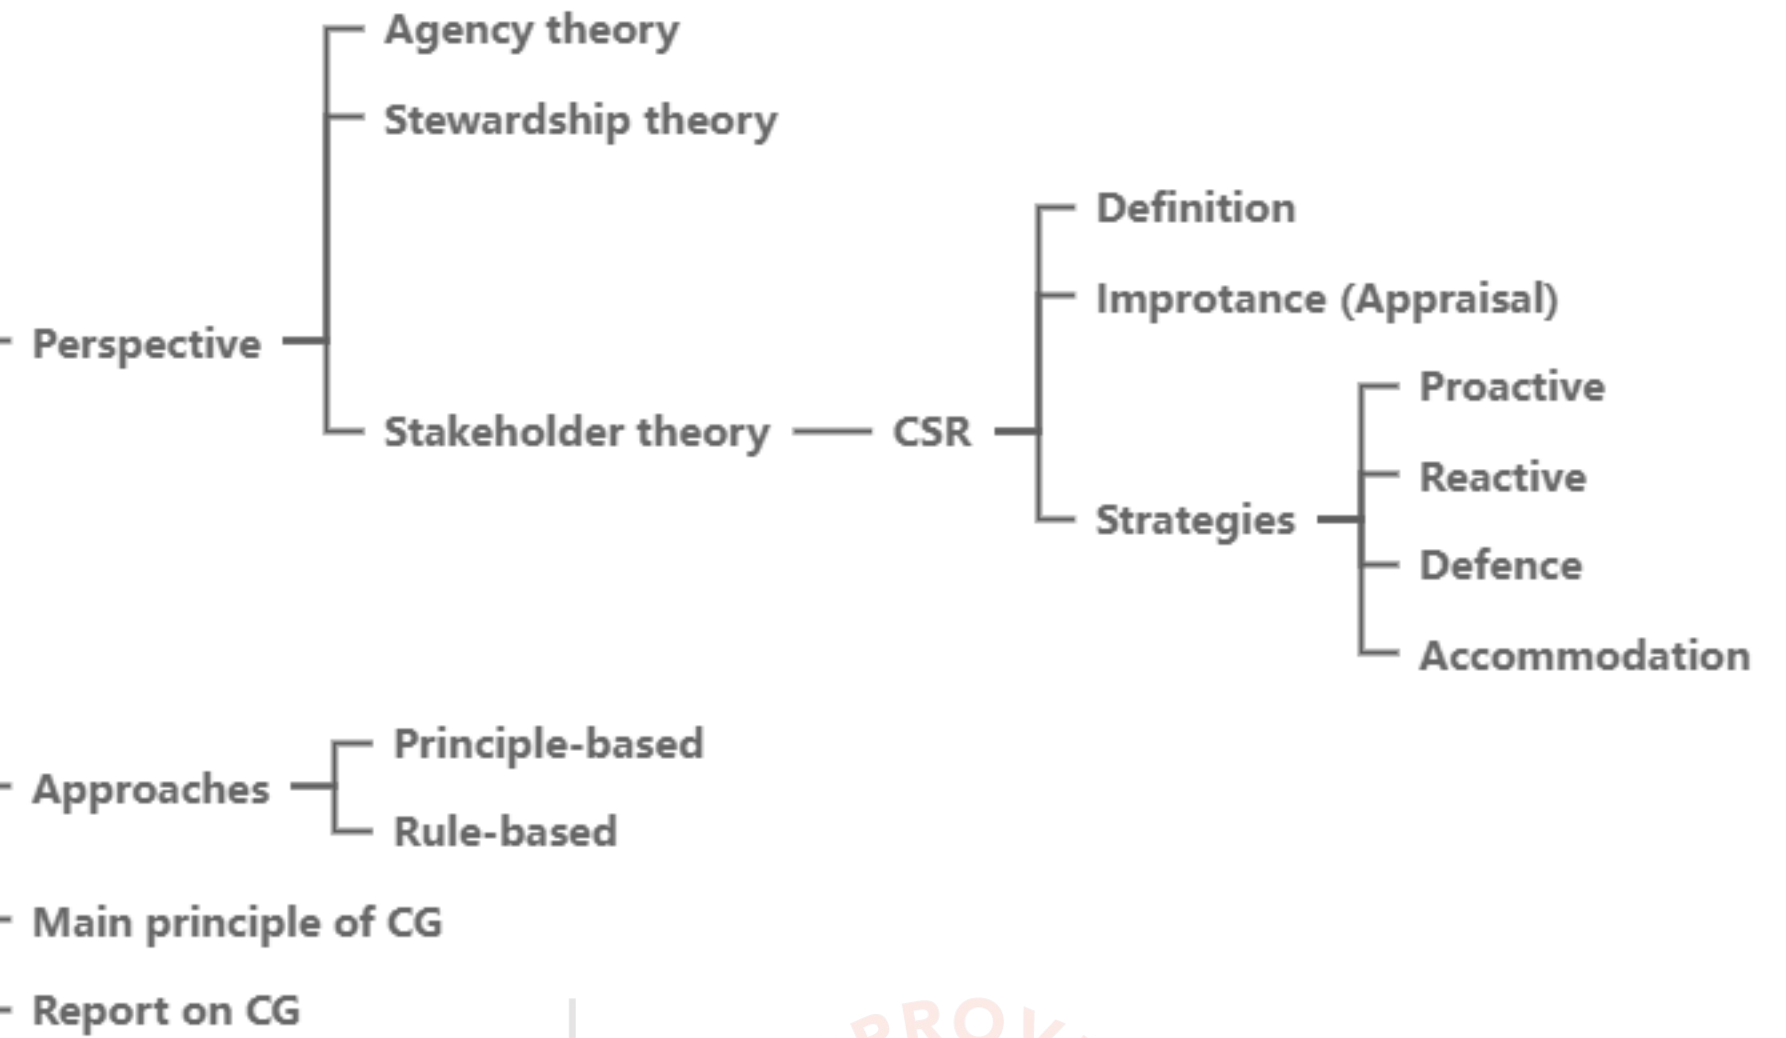 Agency theory
Stewardship theory
Definition
Improtance (Appraisal)
Perspective
Proactive
Stakeholder theory
CSR
Reactive
Strategies
Defence
Accommodation
Principle-based
Approaches
Rule-based
Main principle of CG
Report on CG